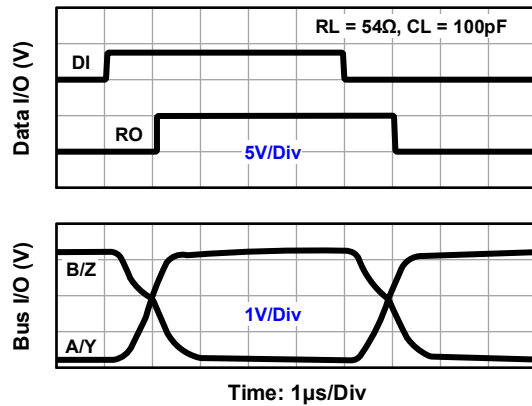 RL = 54Ω, CL = 100pF
Data I/O (V)
DI
RO
5V/Div
Bus I/O (V)
B/Z
1V/Div
A/Y
Time: 1μs/Div